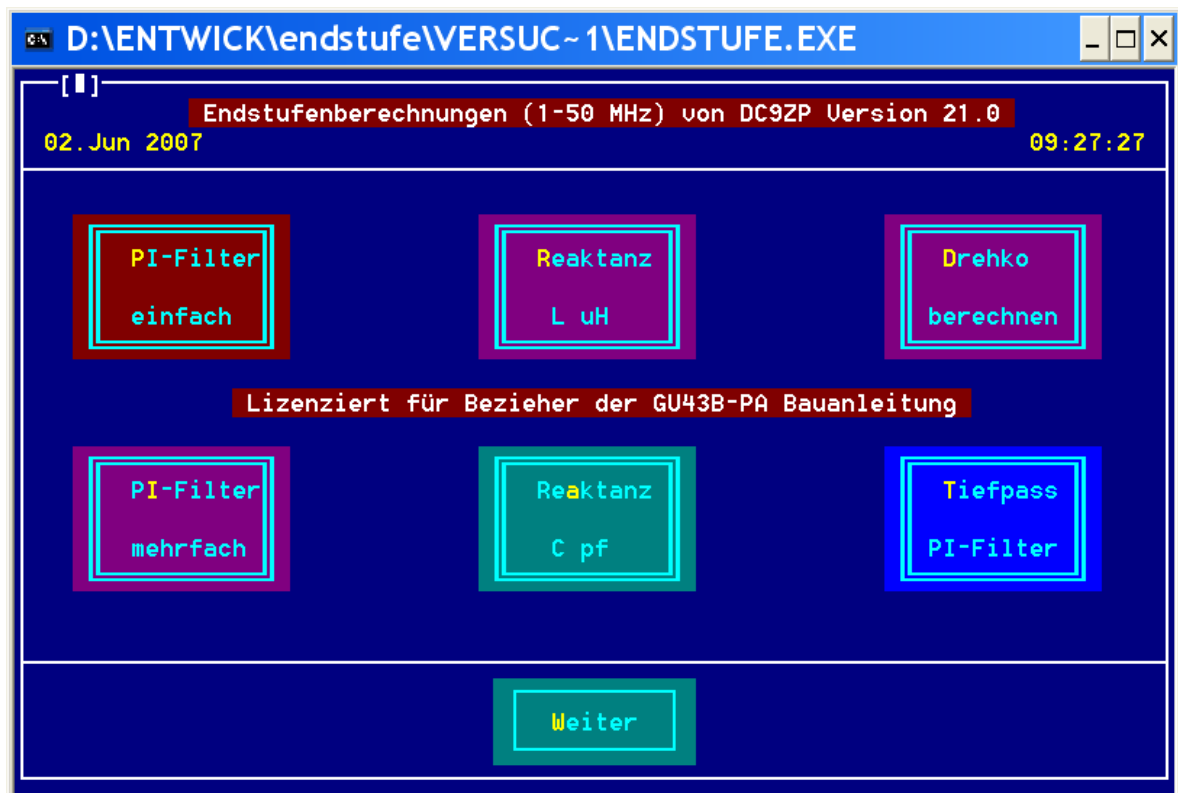 D:\ENTWICK\endstufe\VERSUC~1\ENDSTUFE.EXE
Endstufenberechnungen (1-50 MHz) von DC9ZP Version 21.0
02.Jun 2007 09:27:27
PI-Filter einfach
Reaktanz L uH
Drehko berechnen
Lizenziert für Bezieher der GU43B-PA Bauanleitung
PI-Filter mehrfach
Reaktanz C pf
Tiefpass PI-Filter
Weiter